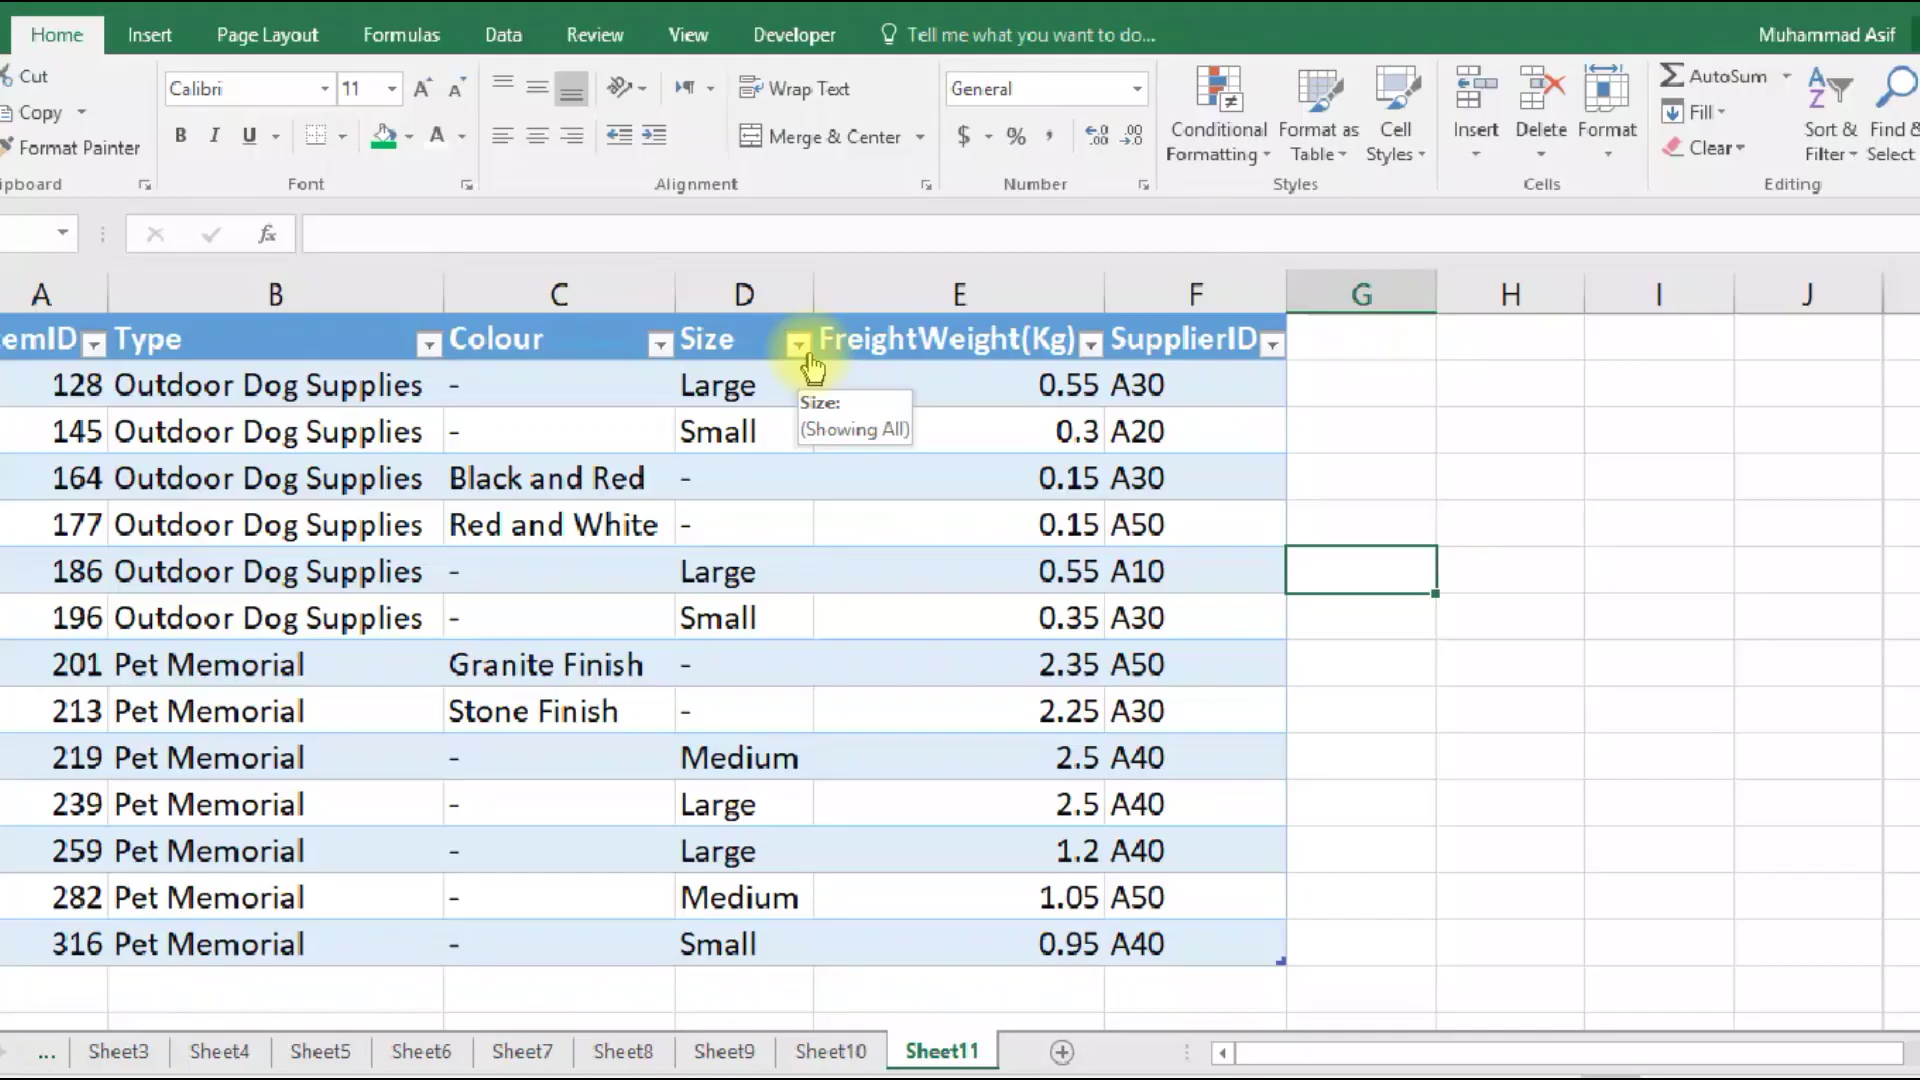 Home Insert Page Layout Formulas Data Review View Developer Tell me what you want to do... Muhammad Asif
Cut
Copy
Format Painter
Calibri 11
B I U A
Wrap Text
Merge & Center
General
$ %
Conditional Formatting
Format as Table
Cell Styles
Insert
Delete
Format
AutoSum
Fill
Clear
Sort & Filter
Find & Select
ipboard Font Alignment Number Styles Cells Editing
fx
A B C D E F G H I J
emID Type Colour Size FreightWeight(Kg) SupplierID
128 Outdoor Dog Supplies - Large 0.55 A30
Size:
(Showing All)
145 Outdoor Dog Supplies - Small 0.3 A20
164 Outdoor Dog Supplies Black and Red - 0.15 A30
177 Outdoor Dog Supplies Red and White - 0.15 A50
186 Outdoor Dog Supplies - Large 0.55 A10
196 Outdoor Dog Supplies - Small 0.35 A30
201 Pet Memorial Granite Finish - 2.35 A50
213 Pet Memorial Stone Finish - 2.25 A30
219 Pet Memorial - Medium 2.5 A40
239 Pet Memorial - Large 2.5 A40
259 Pet Memorial - Large 1.2 A40
282 Pet Memorial - Medium 1.05 A50
316 Pet Memorial - Small 0.95 A40
... Sheet3 Sheet4 Sheet5 Sheet6 Sheet7 Sheet8 Sheet9 Sheet10 Sheet11